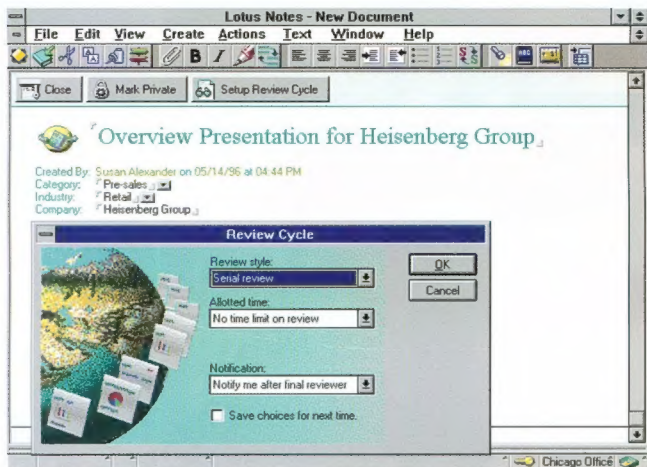 Lotus Notes - New Document
File Edit View Create Actions Text Window Help
B I
Close Mark Private Setup Review Cycle
Overview Presentation for Heisenberg Group
Created By: Susan Alexander on 05/14/96 at 04:44 PM
Category: Pre-sales
Industry: Retail
Company: Heisenberg Group
Review Cycle
Review style:
Serial review
OK
Cancel
Allotted time:
No time limit on review
Notification:
Notify me after final reviewer
Save choices for next time.
Chicago Office